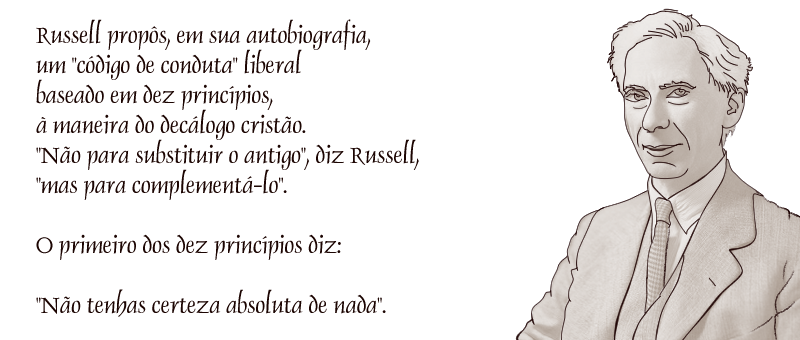 Russell propôs, em sua autobiografia,
um "código de conduta" liberal
baseado em dez princípios,
à maneira do decálogo cristão.
"Não para substituir o antigo", diz Russell,
"mas para complementá-lo".
O primeiro dos dez princípios diz:
"Não tenhas certeza absoluta de nada".